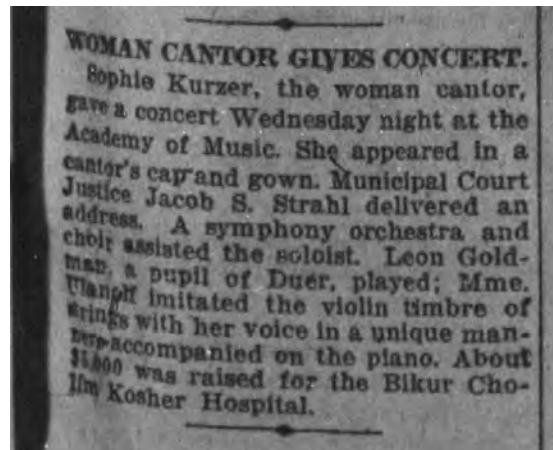 WOMAN CANTOR GIVES CONCERT.
Sophie Kurzer, the woman cantor,
gave a concert Wednesday night at the
Academy of Music. She appeared in a
cantor's cap and gown. Municipal Court
Justice Jacob S. Strahl delivered an
address. A symphony orchestra and
choir assisted the soloist. Leon Gold-
man, a pupil of Duer, played; Mme.
imitated the violin timbre of
strings with her voice in a unique man-
ner, accompanied on the piano. About
was raised for the Bikur Cho-
lim Kosher Hospital.